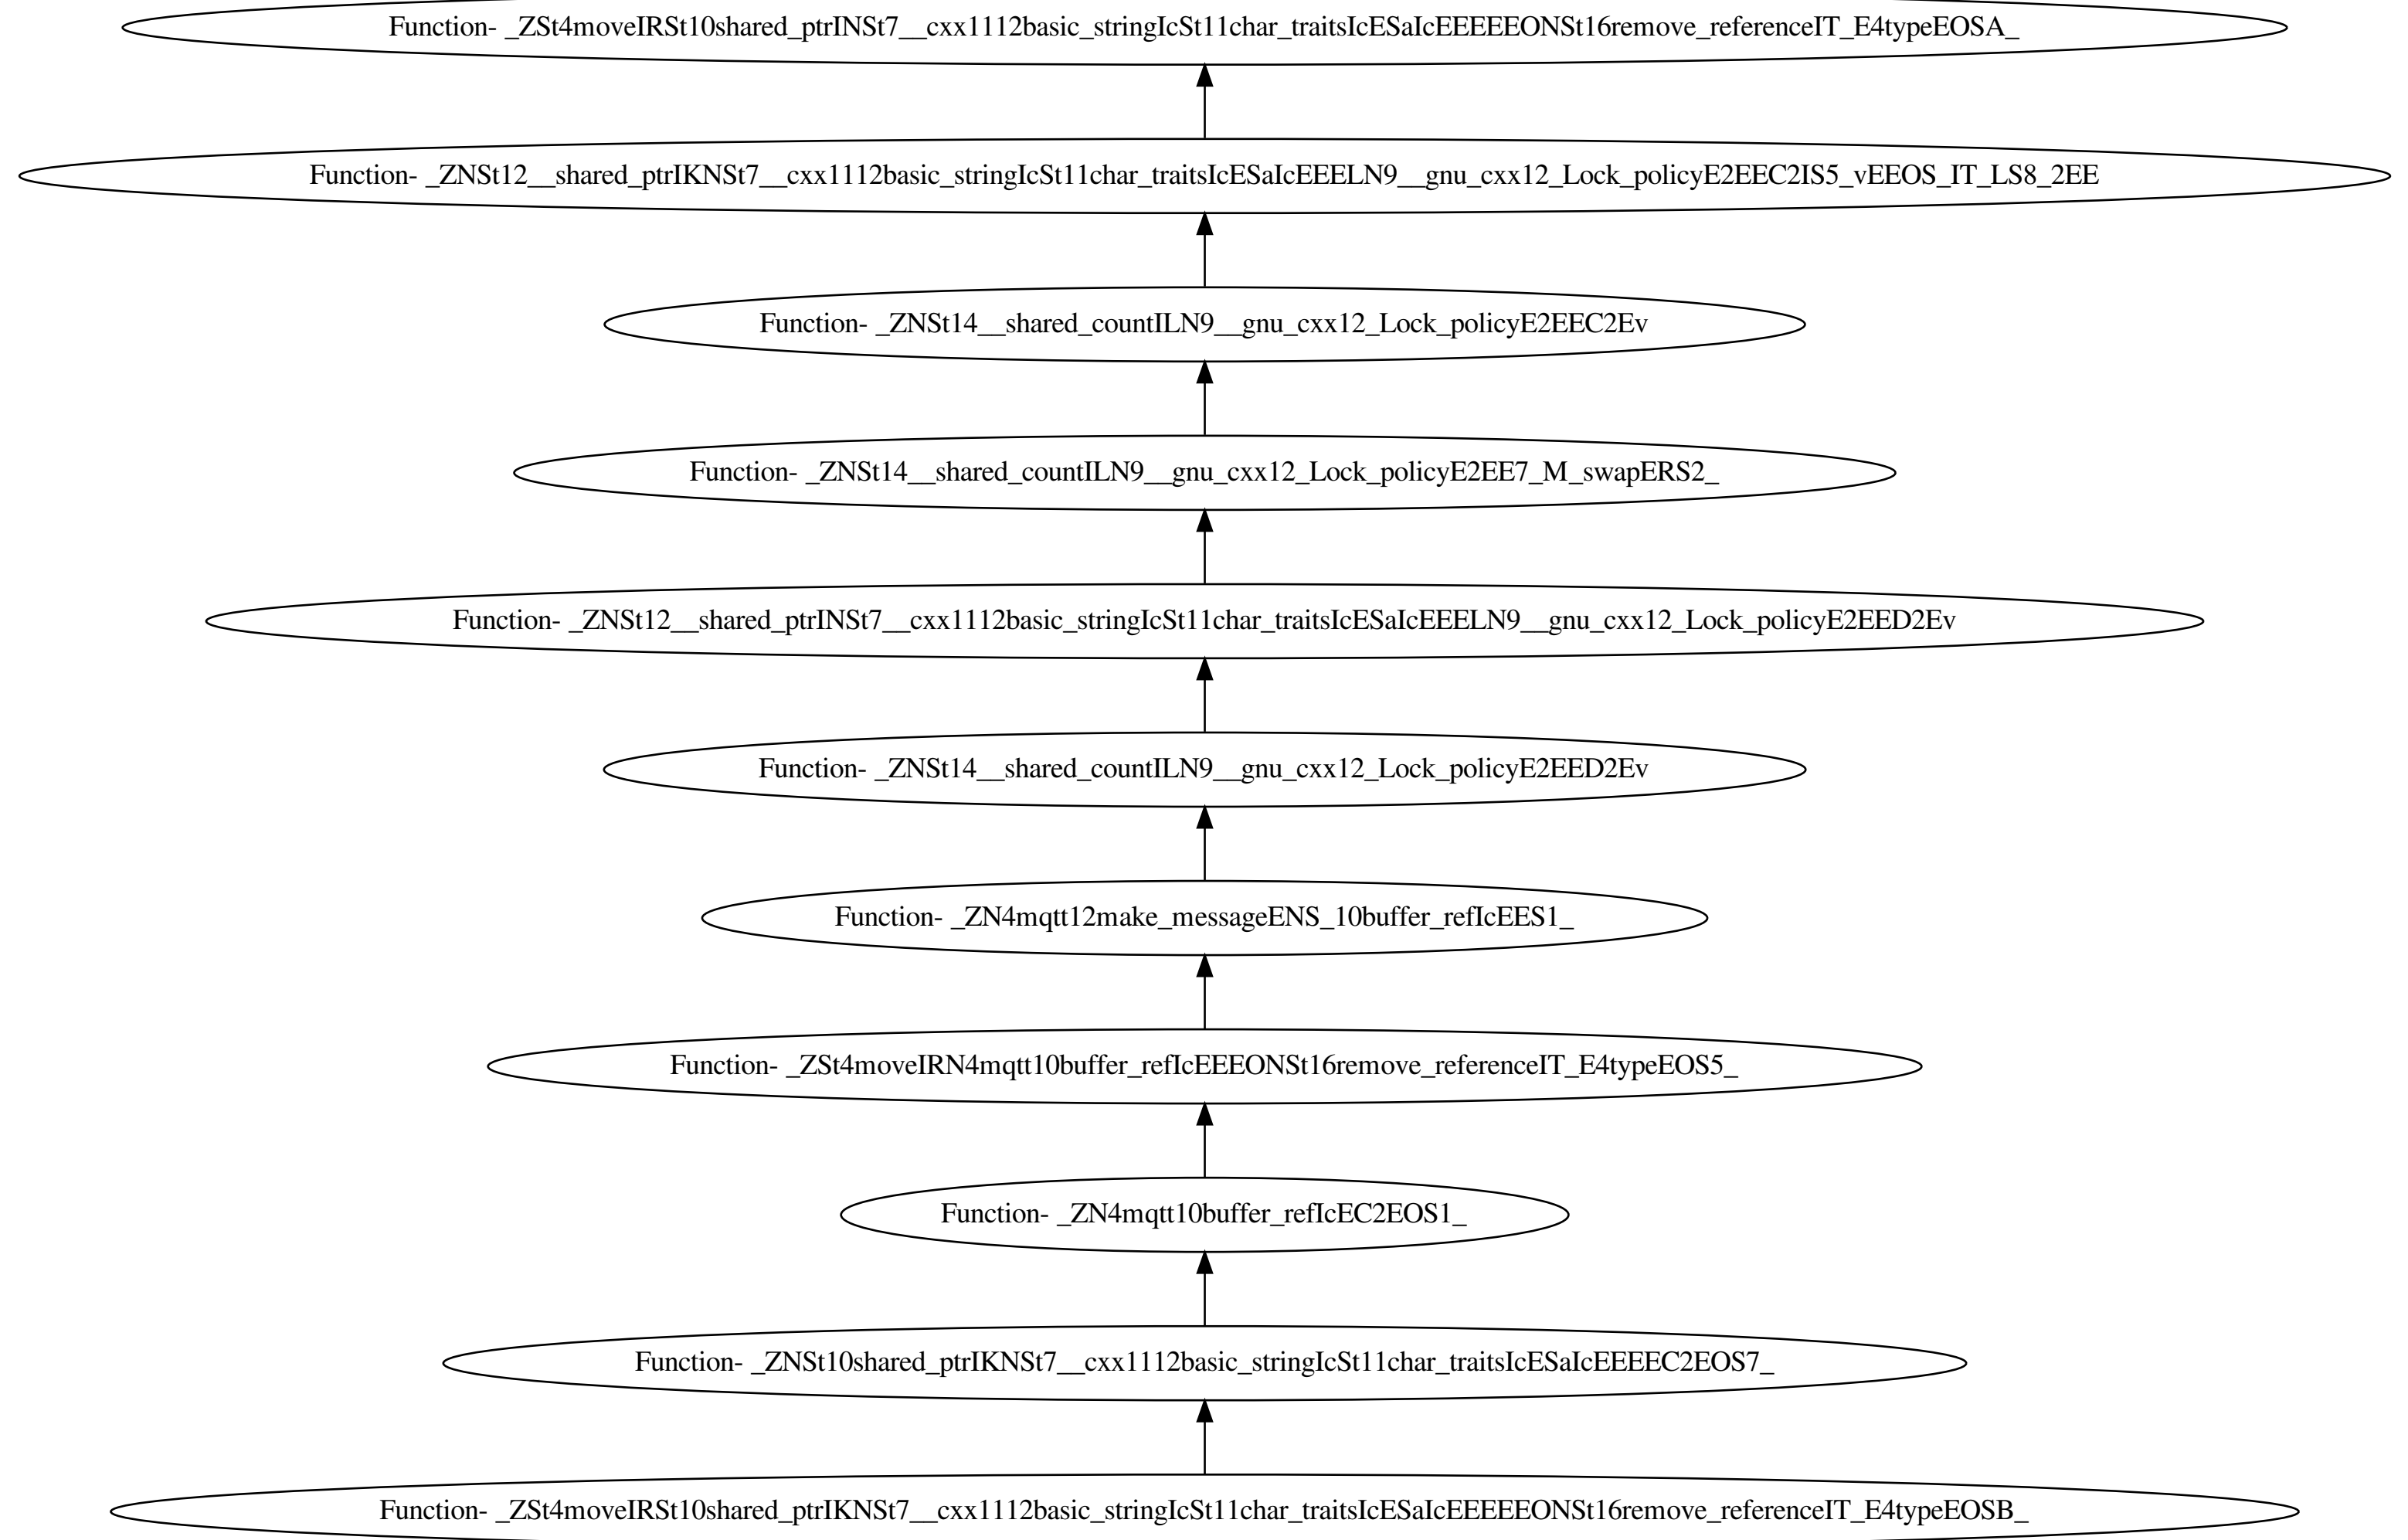 Function- _ZSt4moveIRSt10shared_ptrINSt7__cxx1112basic_stringIcSt11char_traitsIcESaIcEEEEEONSt16remove_referenceIT_E4typeEOSA_
Function- _ZNSt12__shared_ptrIKNSt7__cxx1112basic_stringIcSt11char_traitsIcESaIcEEELN9__gnu_cxx12_Lock_policyE2EEC2IS5_vEEOS_IT_LS8_2EE
Function- _ZNSt14__shared_countILN9__gnu_cxx12_Lock_policyE2EEC2Ev
Function- _ZNSt14__shared_countILN9__gnu_cxx12_Lock_policyE2EE7_M_swapERS2_
Function- _ZNSt12__shared_ptrINSt7__cxx1112basic_stringIcSt11char_traitsIcESaIcEEELN9__gnu_cxx12_Lock_policyE2EED2Ev
Function- _ZNSt14__shared_countILN9__gnu_cxx12_Lock_policyE2EED2Ev
Function- _ZN4mqtt12make_messageENS_10buffer_refIcEES1_
Function- _ZSt4moveIRN4mqtt10buffer_refIcEEEONSt16remove_referenceIT_E4typeEOS5_
Function- _ZN4mqtt10buffer_refIcEC2EOS1_
Function- _ZNSt10shared_ptrIKNSt7__cxx1112basic_stringIcSt11char_traitsIcESaIcEEEEC2EOS7_
Function- _ZSt4moveIRSt10shared_ptrIKNSt7__cxx1112basic_stringIcSt11char_traitsIcESaIcEEEEEONSt16remove_referenceIT_E4typeEOSB_